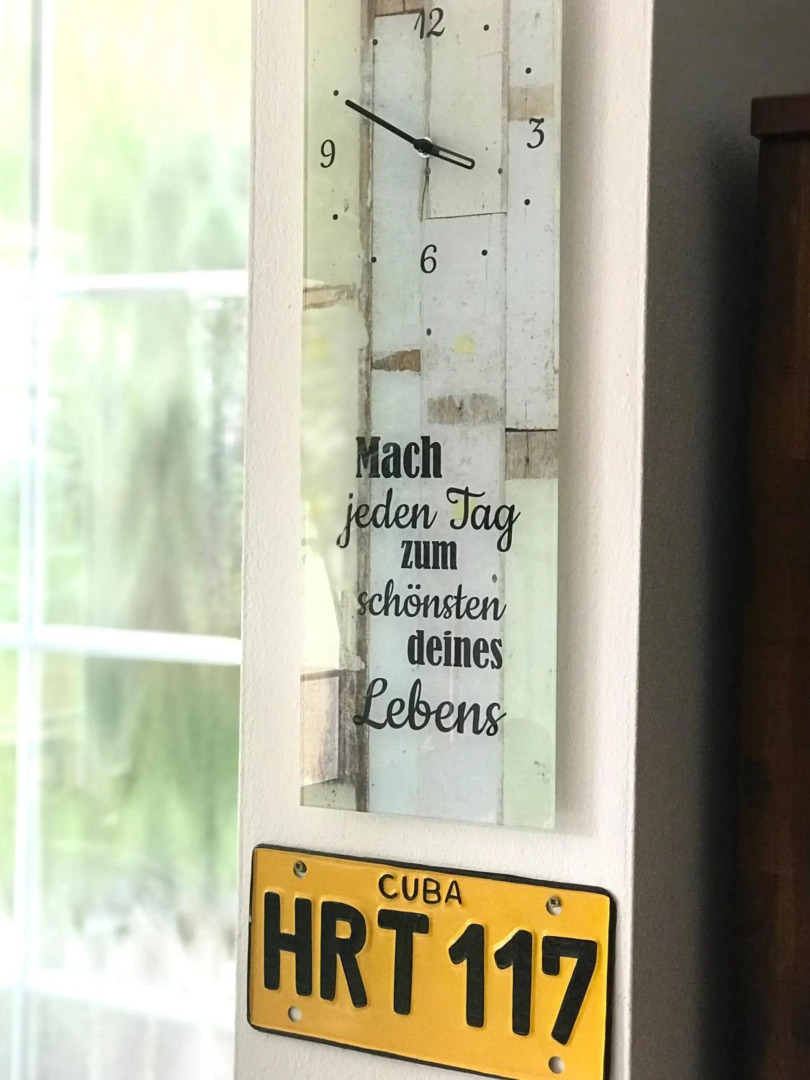 12
9
3
6
Mach
jeden Tag
zum
schönsten
deines
Lebens
CUBA
HRT 117